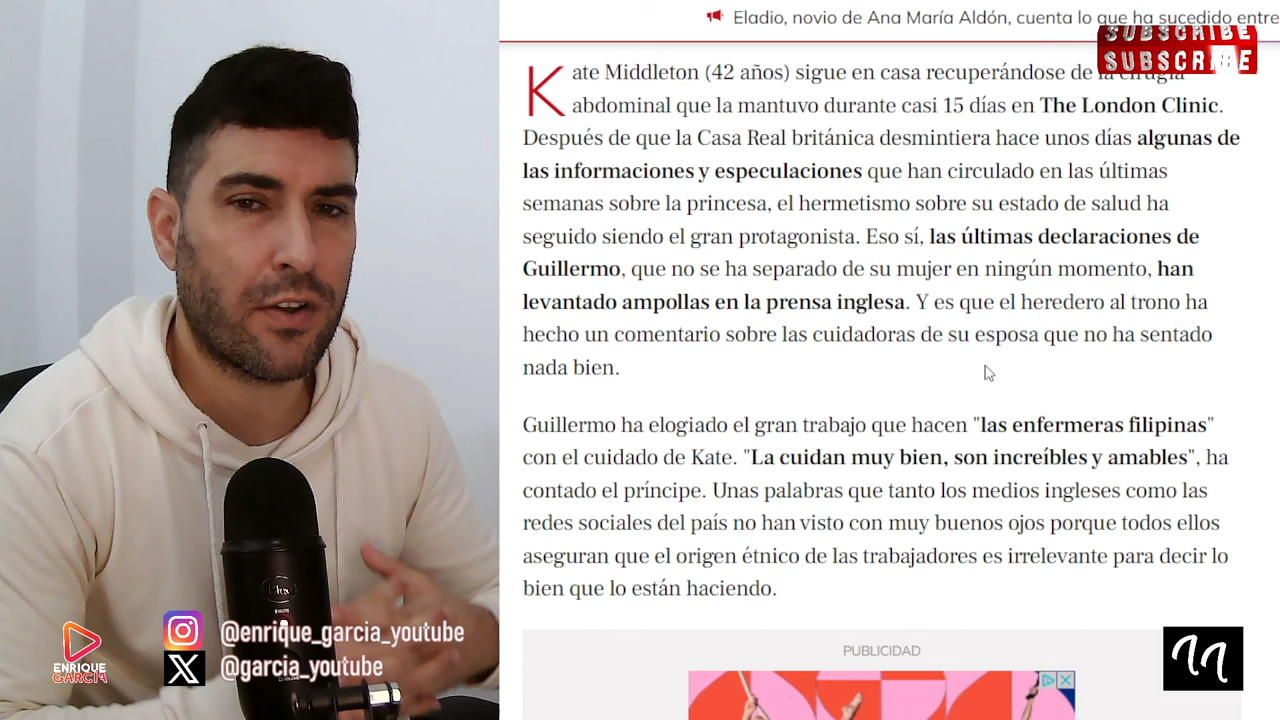 Eladio, novio de Ana María Aldón, cuenta lo que ha sucedido entre
SUBSCRIBE
SUBSCRIBE
Kate Middleton (42 años) sigue en casa recuperándose de la cirugía
abdominal que la mantuvo durante casi 15 días en The London Clinic.
Después de que la Casa Real británica desmintiera hace unos días algunas de
las informaciones y especulaciones que han circulado en las últimas
semanas sobre la princesa, el hermetismo sobre su estado de salud ha
seguido siendo el gran protagonista. Eso sí, las últimas declaraciones de
Guillermo, que no se ha separado de su mujer en ningún momento, han
levantado ampollas en la prensa inglesa. Y es que el heredero al trono ha
hecho un comentario sobre las cuidadoras de su esposa que no ha sentado
nada bien.
Guillermo ha elogiado el gran trabajo que hacen "las enfermeras filipinas"
con el cuidado de Kate. "La cuidan muy bien, son increíbles y amables", ha
contado el príncipe. Unas palabras que tanto los medios ingleses como las
redes sociales del país no han visto con muy buenos ojos porque todos ellos
aseguran que el origen étnico de las trabajadores es irrelevante para decir lo
bien que lo están haciendo.
PUBLICIDAD
Blue
MUTE
@enrique_garcia_youtube
@garcia_youtube
ENRIQUE
GARCIA